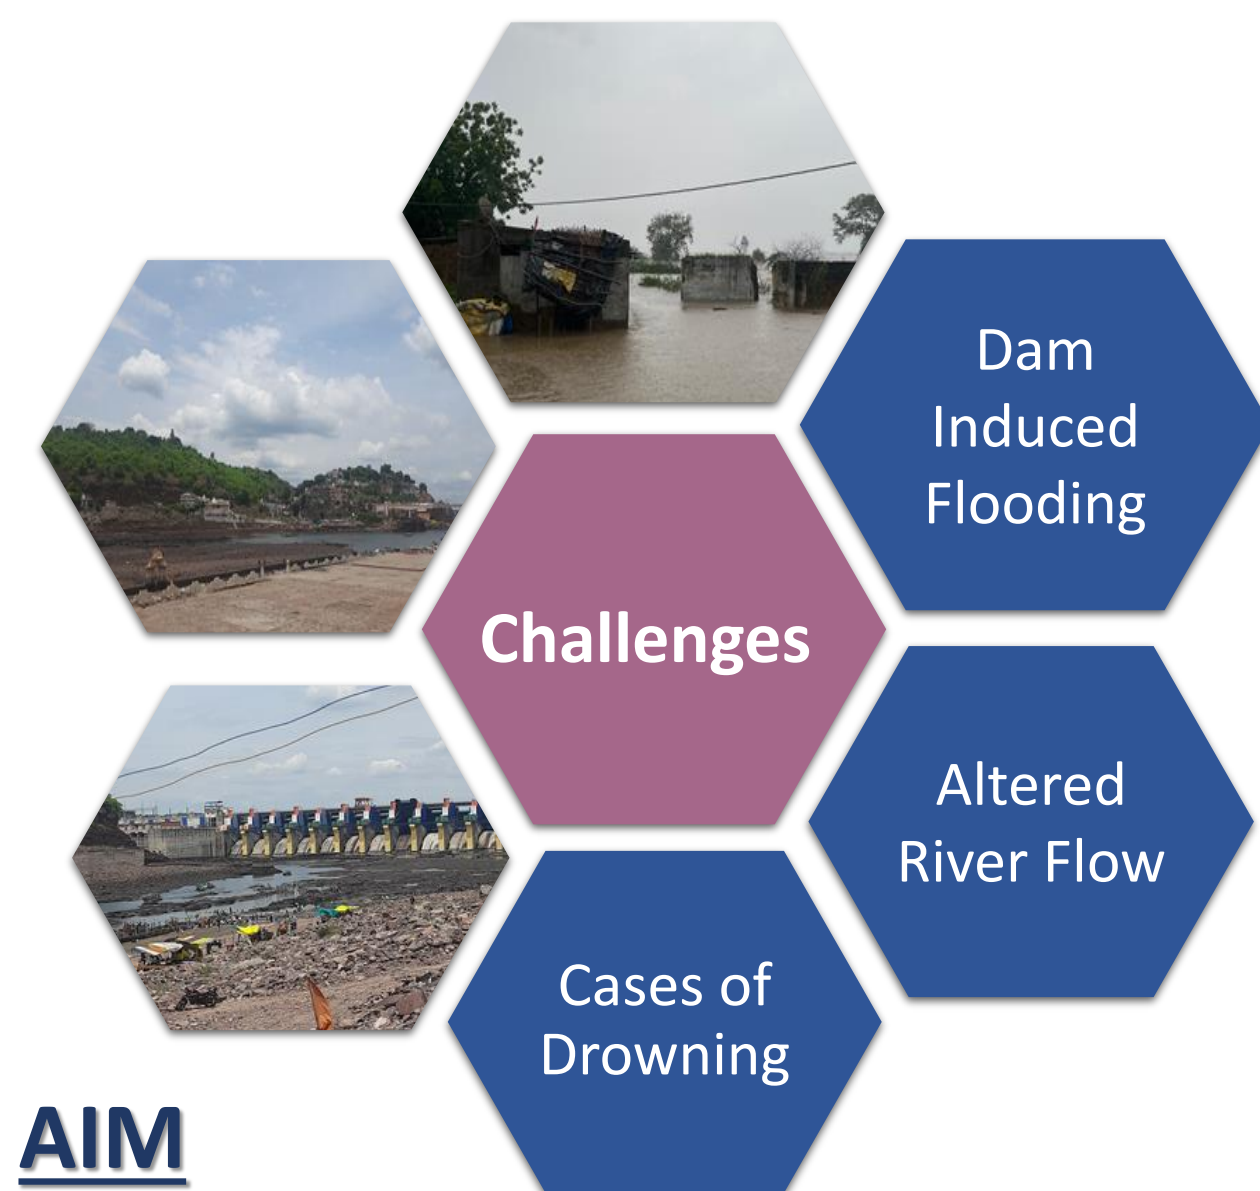 Dam
Induced
Flooding
Challenges
Altered
River Flow
Cases of
Drowning
AIM